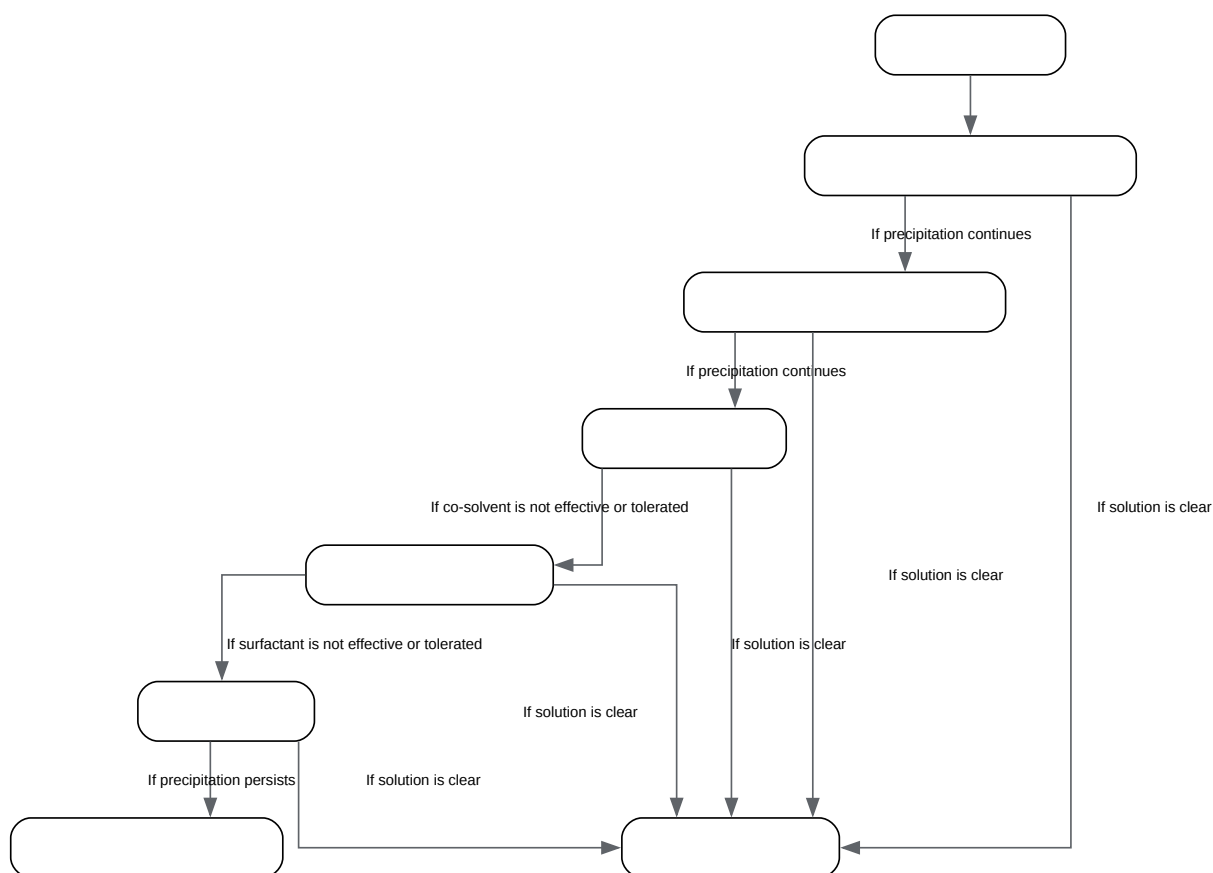 If precipitation continues
If precipitation continues
If co-solvent is not effective or tolerated
If solution is clear
If solution is clear
If surfactant is not effective or tolerated
If solution is clear
If solution is clear
If precipitation persists
If solution is clear